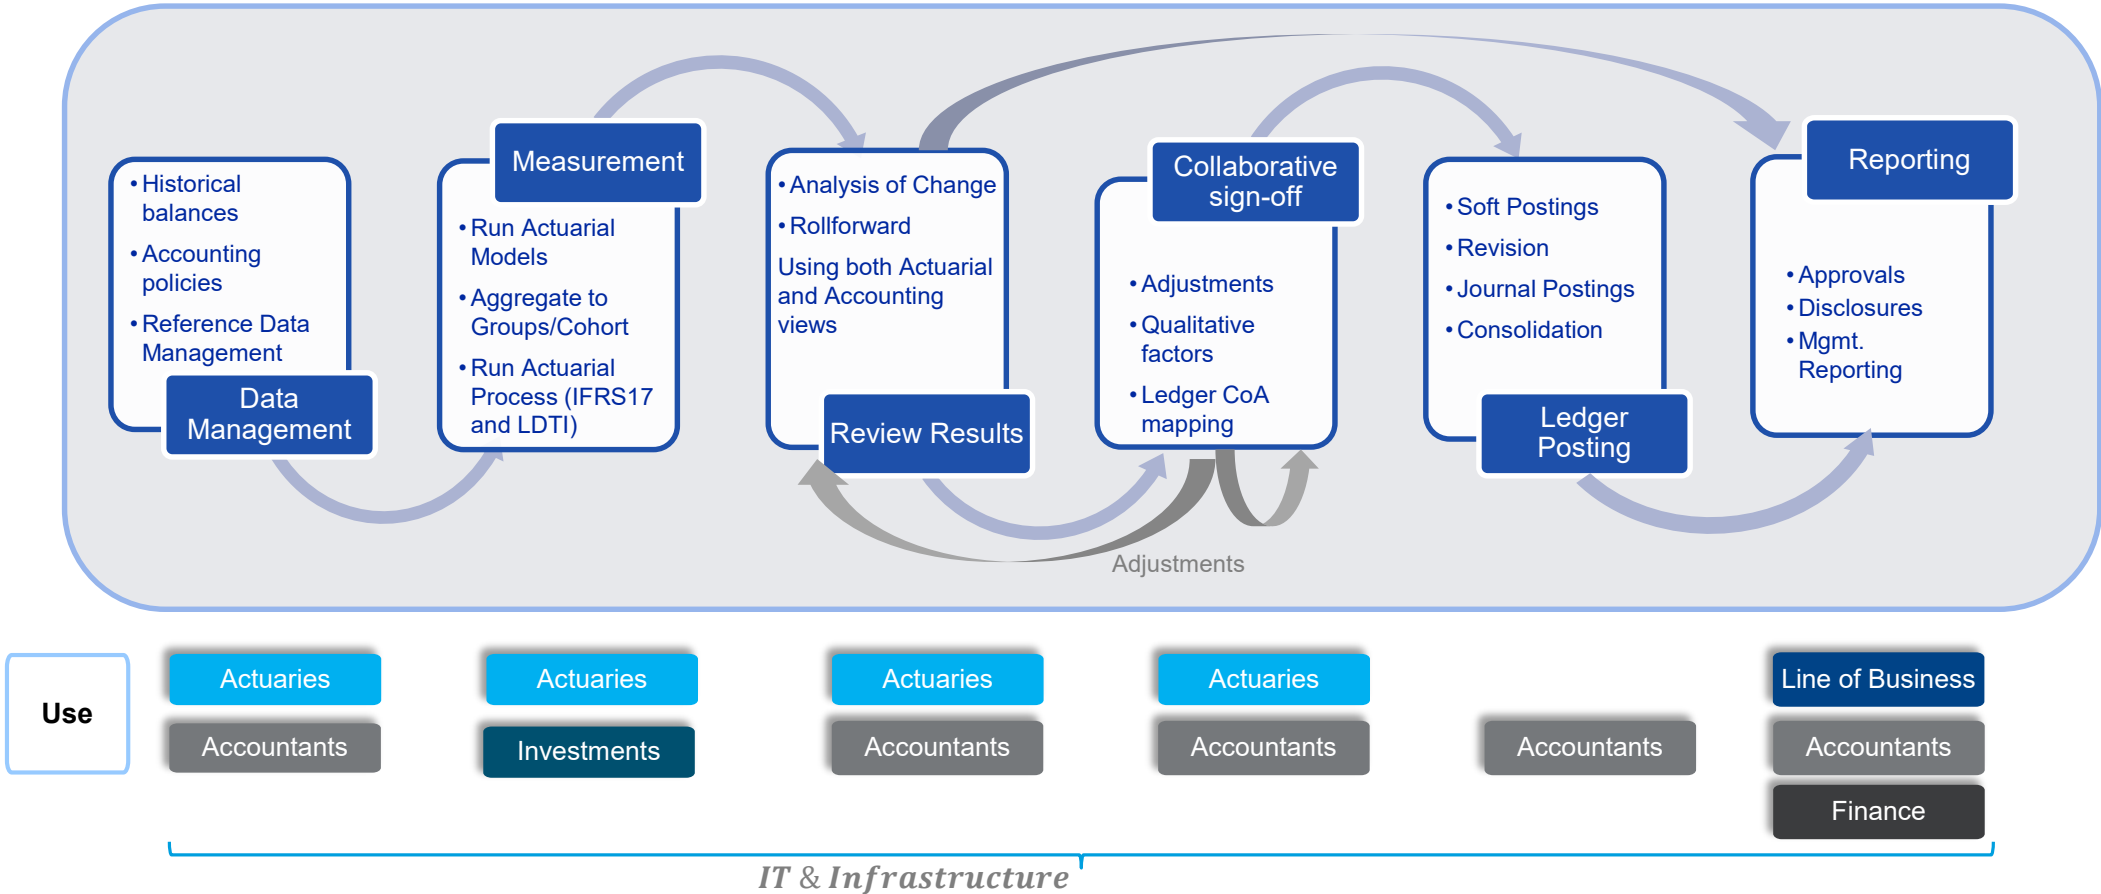 • Historical
balances
• Accounting
policies
• Reference Data
Management
Data
Management
Measurement
• Run Actuarial
Models
• Aggregate to
Groups/Cohort
• Run Actuarial
Process (IFRS17
and LDTI)
• Analysis of Change
• Rollforward
Using both Actuarial
and Accounting
views
Review Results
Collaborative
sign-off
• Adjustments
• Qualitative
factors
• Ledger CoA
mapping
Adjustments
• Soft Postings
• Revision
• Journal Postings
• Consolidation
Ledger
Posting
Reporting
• Approvals
• Disclosures
• Mgmt.
Reporting
Use
Actuaries
Accountants
Actuaries
Investments
Actuaries
Accountants
Actuaries
Accountants
Accountants
Line of Business
Accountants
Finance
IT & Infrastructure